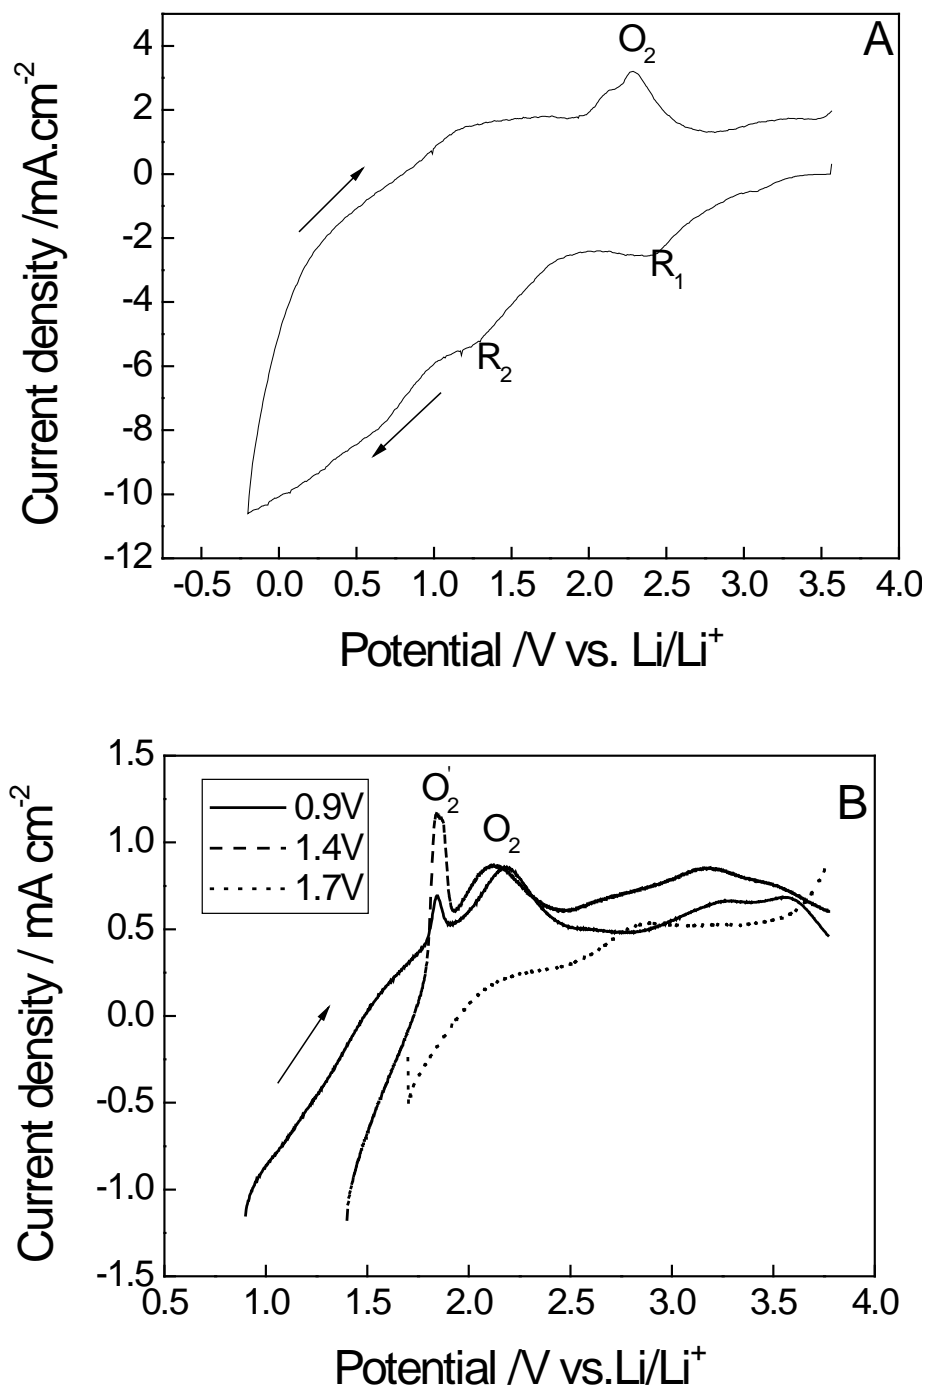 A
O₂
R₁
R₂
4
2
0
-2
-4
-6
-8
-10
-12
Current density /mA.cm⁻²
-0.5 0.0 0.5 1.0 1.5 2.0 2.5 3.0 3.5 4.0
Potential /V vs. Li/Li⁺
B
O₂'
O₂
0.9V
1.4V
1.7V
1.5
1.0
0.5
0.0
-0.5
-1.0
-1.5
Current density / mA cm⁻²
0.5 1.0 1.5 2.0 2.5 3.0 3.5 4.0
Potential /V vs.Li/Li⁺